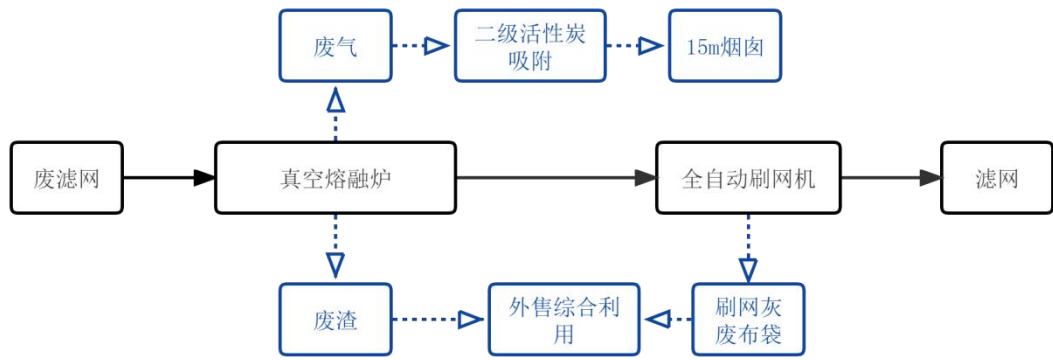 废气
二级活性炭
吸附
15m烟囱
废滤网
真空熔融炉
全自动刷网机
滤网
废渣
外售综合利
用
刷网灰
废布袋